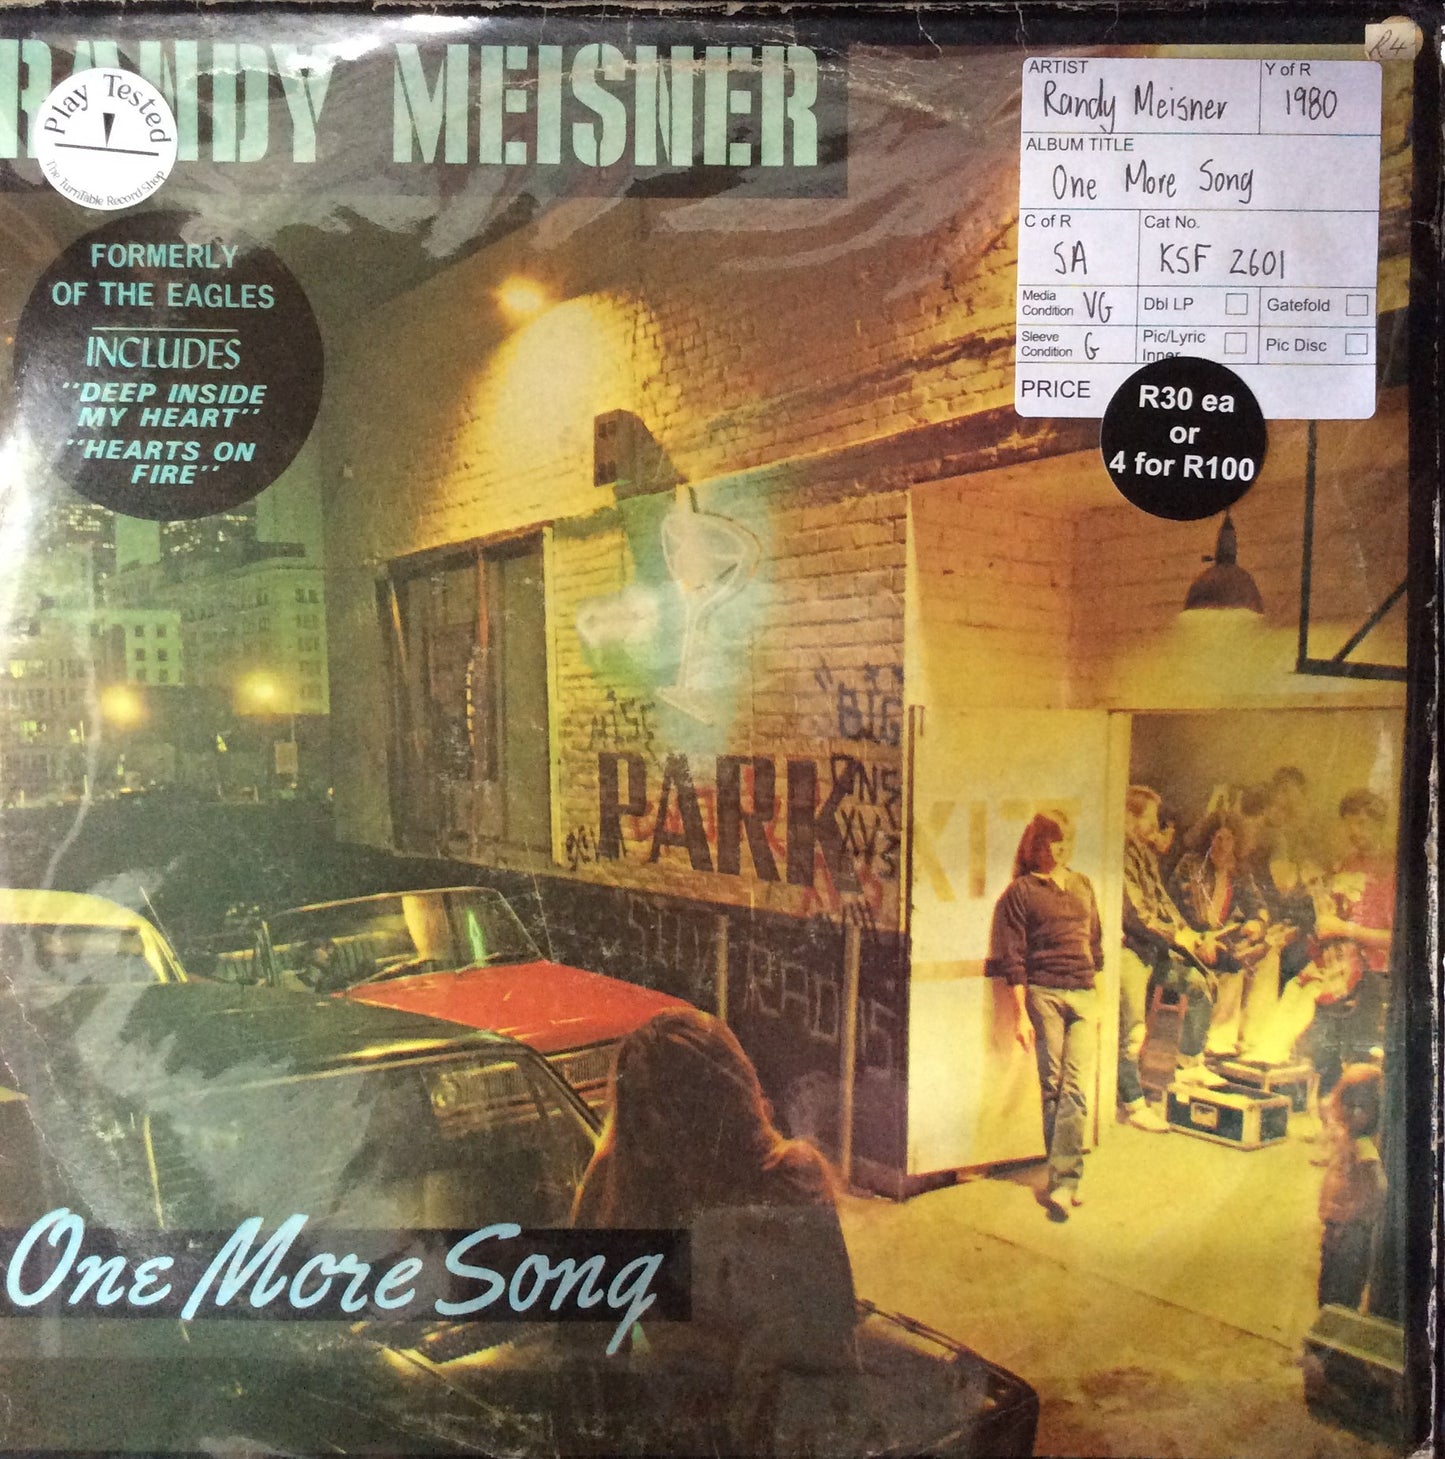 RANDY MEISNER
Play Tested
The TurnTable Record Shop
FORMERLY
OF THE EAGLES
INCLUDES
"DEEP INSIDE
MY HEART"
"HEARTS ON
FIRE"
R4
ARTIST
Randy Meisner
Y of R
1980
ALBUM TITLE
One More Song
C of R
SA
Cat No.
KSF 2601
Media
Condition VG
Dbl LP
Gatefold
Sleeve
Condition G
Pic/Lyric
Inner
Pic Disc
PRICE
R30 ea
or
4 for R100
"BIG
PARK
EXIT
One More Song